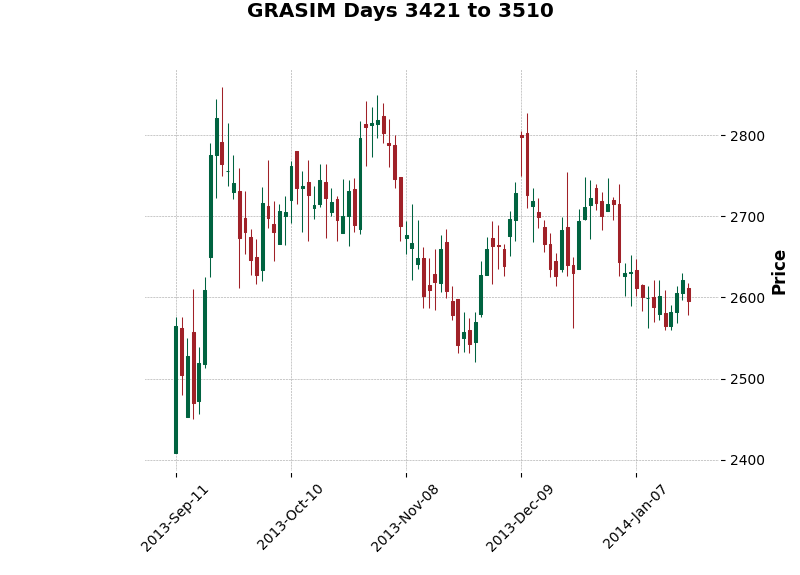 GRASIM Days 3421 to 3510
2800
2700
2600
2500
2400
Price
2013-Sep-11
2013-Oct-10
2013-Nov-08
2013-Dec-09
2014-Jan-07